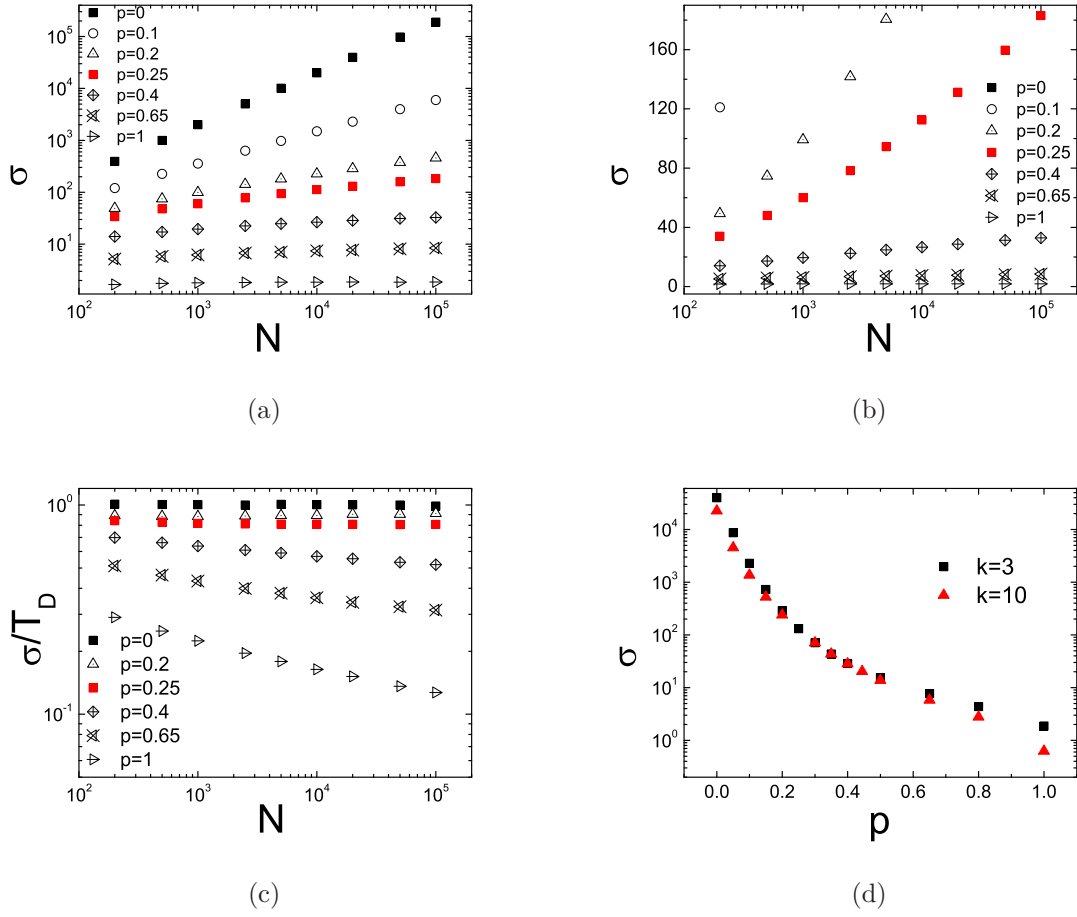 10^5
10^4
10^3
10^2
10^1
σ
p=0
p=0.1
p=0.2
p=0.25
p=0.4
p=0.65
p=1
10^2 10^3 10^4 10^5
N
(a)
160
120
80
40
0
σ
p=0
p=0.1
p=0.2
p=0.25
p=0.4
p=0.65
p=1
10^2 10^3 10^4 10^5
N
(b)
10^0
10^-1
σ/T_D
p=0
p=0.2
p=0.25
p=0.4
p=0.65
p=1
10^2 10^3 10^4 10^5
N
(c)
10^4
10^3
10^2
10^1
10^0
σ
k=3
k=10
0.0 0.2 0.4 0.6 0.8 1.0
p
(d)